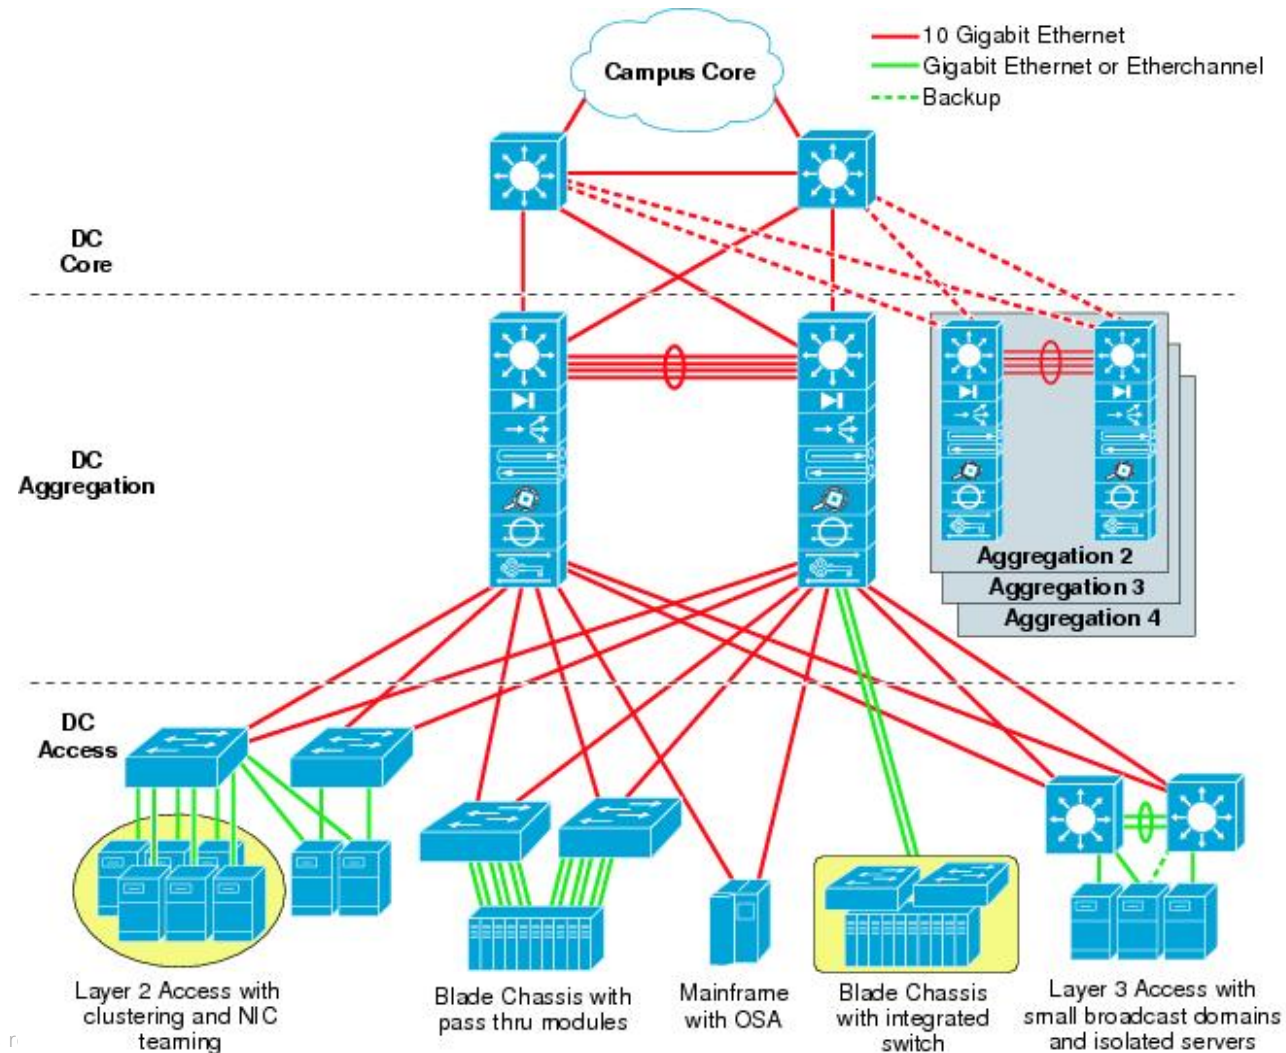 10 Gigabit Ethernet
Gigabit Ethernet or Etherchannel
Backup
Campus Core
DC
Core
DC
Aggregation
Aggregation 2
Aggregation 3
Aggregation 4
DC
Access
Layer 2 Access with
clustering and NIC
teaming
Blade Chassis with
pass thru modules
Mainframe
with OSA
Blade Chassis
with integrated
switch
Layer 3 Access with
small broadcast domains
and isolated servers